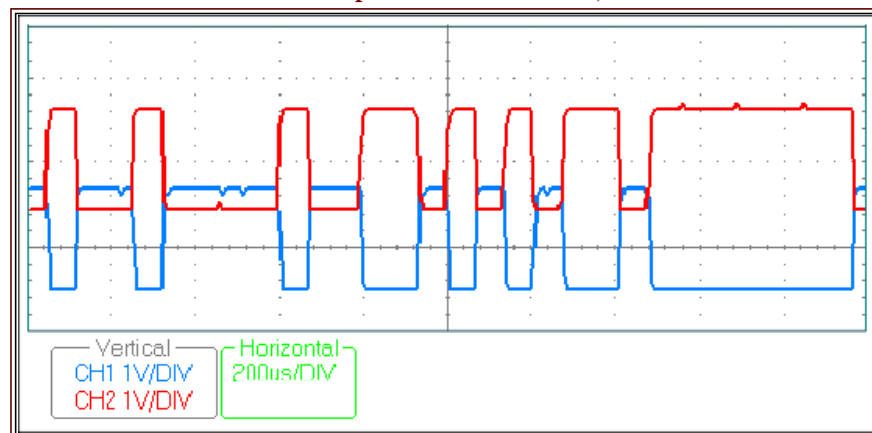 Vertical
CH1 1V/DIV
CH2 1V/DIV
Horizontal
200us/DIV